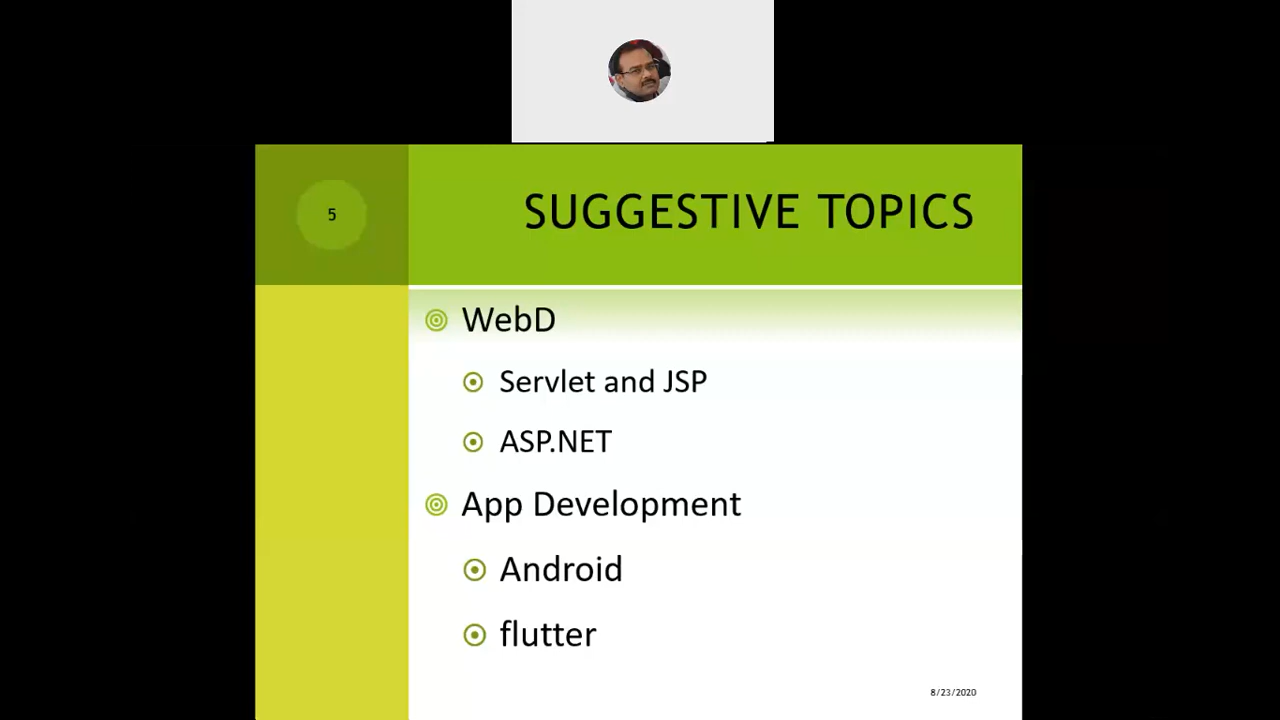 5
SUGGESTIVE TOPICS
WebD
Servlet and JSP
ASP.NET
App Development
Android
flutter
8/23/2020